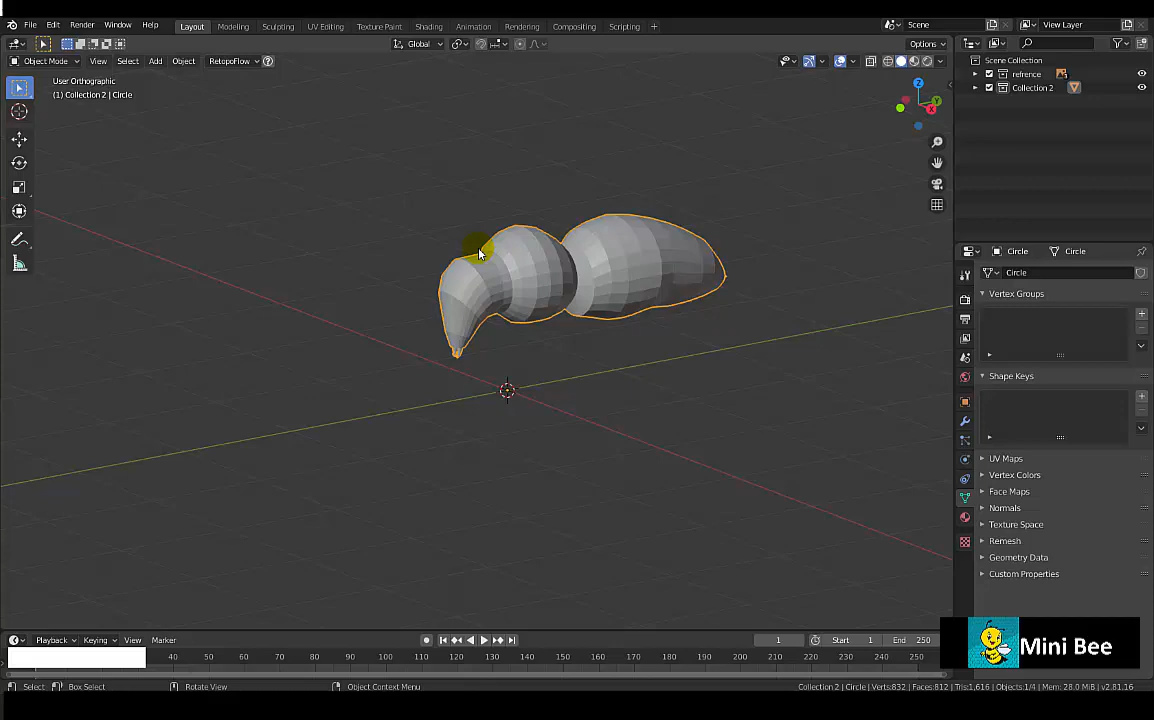 File Edit Render Window Help Layout Modeling Sculpting UV Editing Texture Paint Shading Animation Rendering Compositing Scripting + Scene View Layer
Global Options
Object Mode View Select Add Object RetopoFlow
User Orthographic
(1) Collection 2 | Circle
Z
Y
X
Scene Collection
refrence
Collection 2
Circle Circle
Circle
Vertex Groups
Shape Keys
UV Maps
Vertex Colors
Face Maps
Normals
Texture Space
Remesh
Geometry Data
Custom Properties
Playback Keying View Marker 1 Start 1 End 250
40 50 60 70 80 90 100 110 120 130 140 150 160 170 180 190 200 210 220 230 240 250
Mini Bee
Select Box Select Rotate View Object Context Menu Collection 2 | Circle | Verts:832 | Faces:812 | Tris:1,616 | Objects:1/4 | Mem: 28.0 MiB | v2.81.16